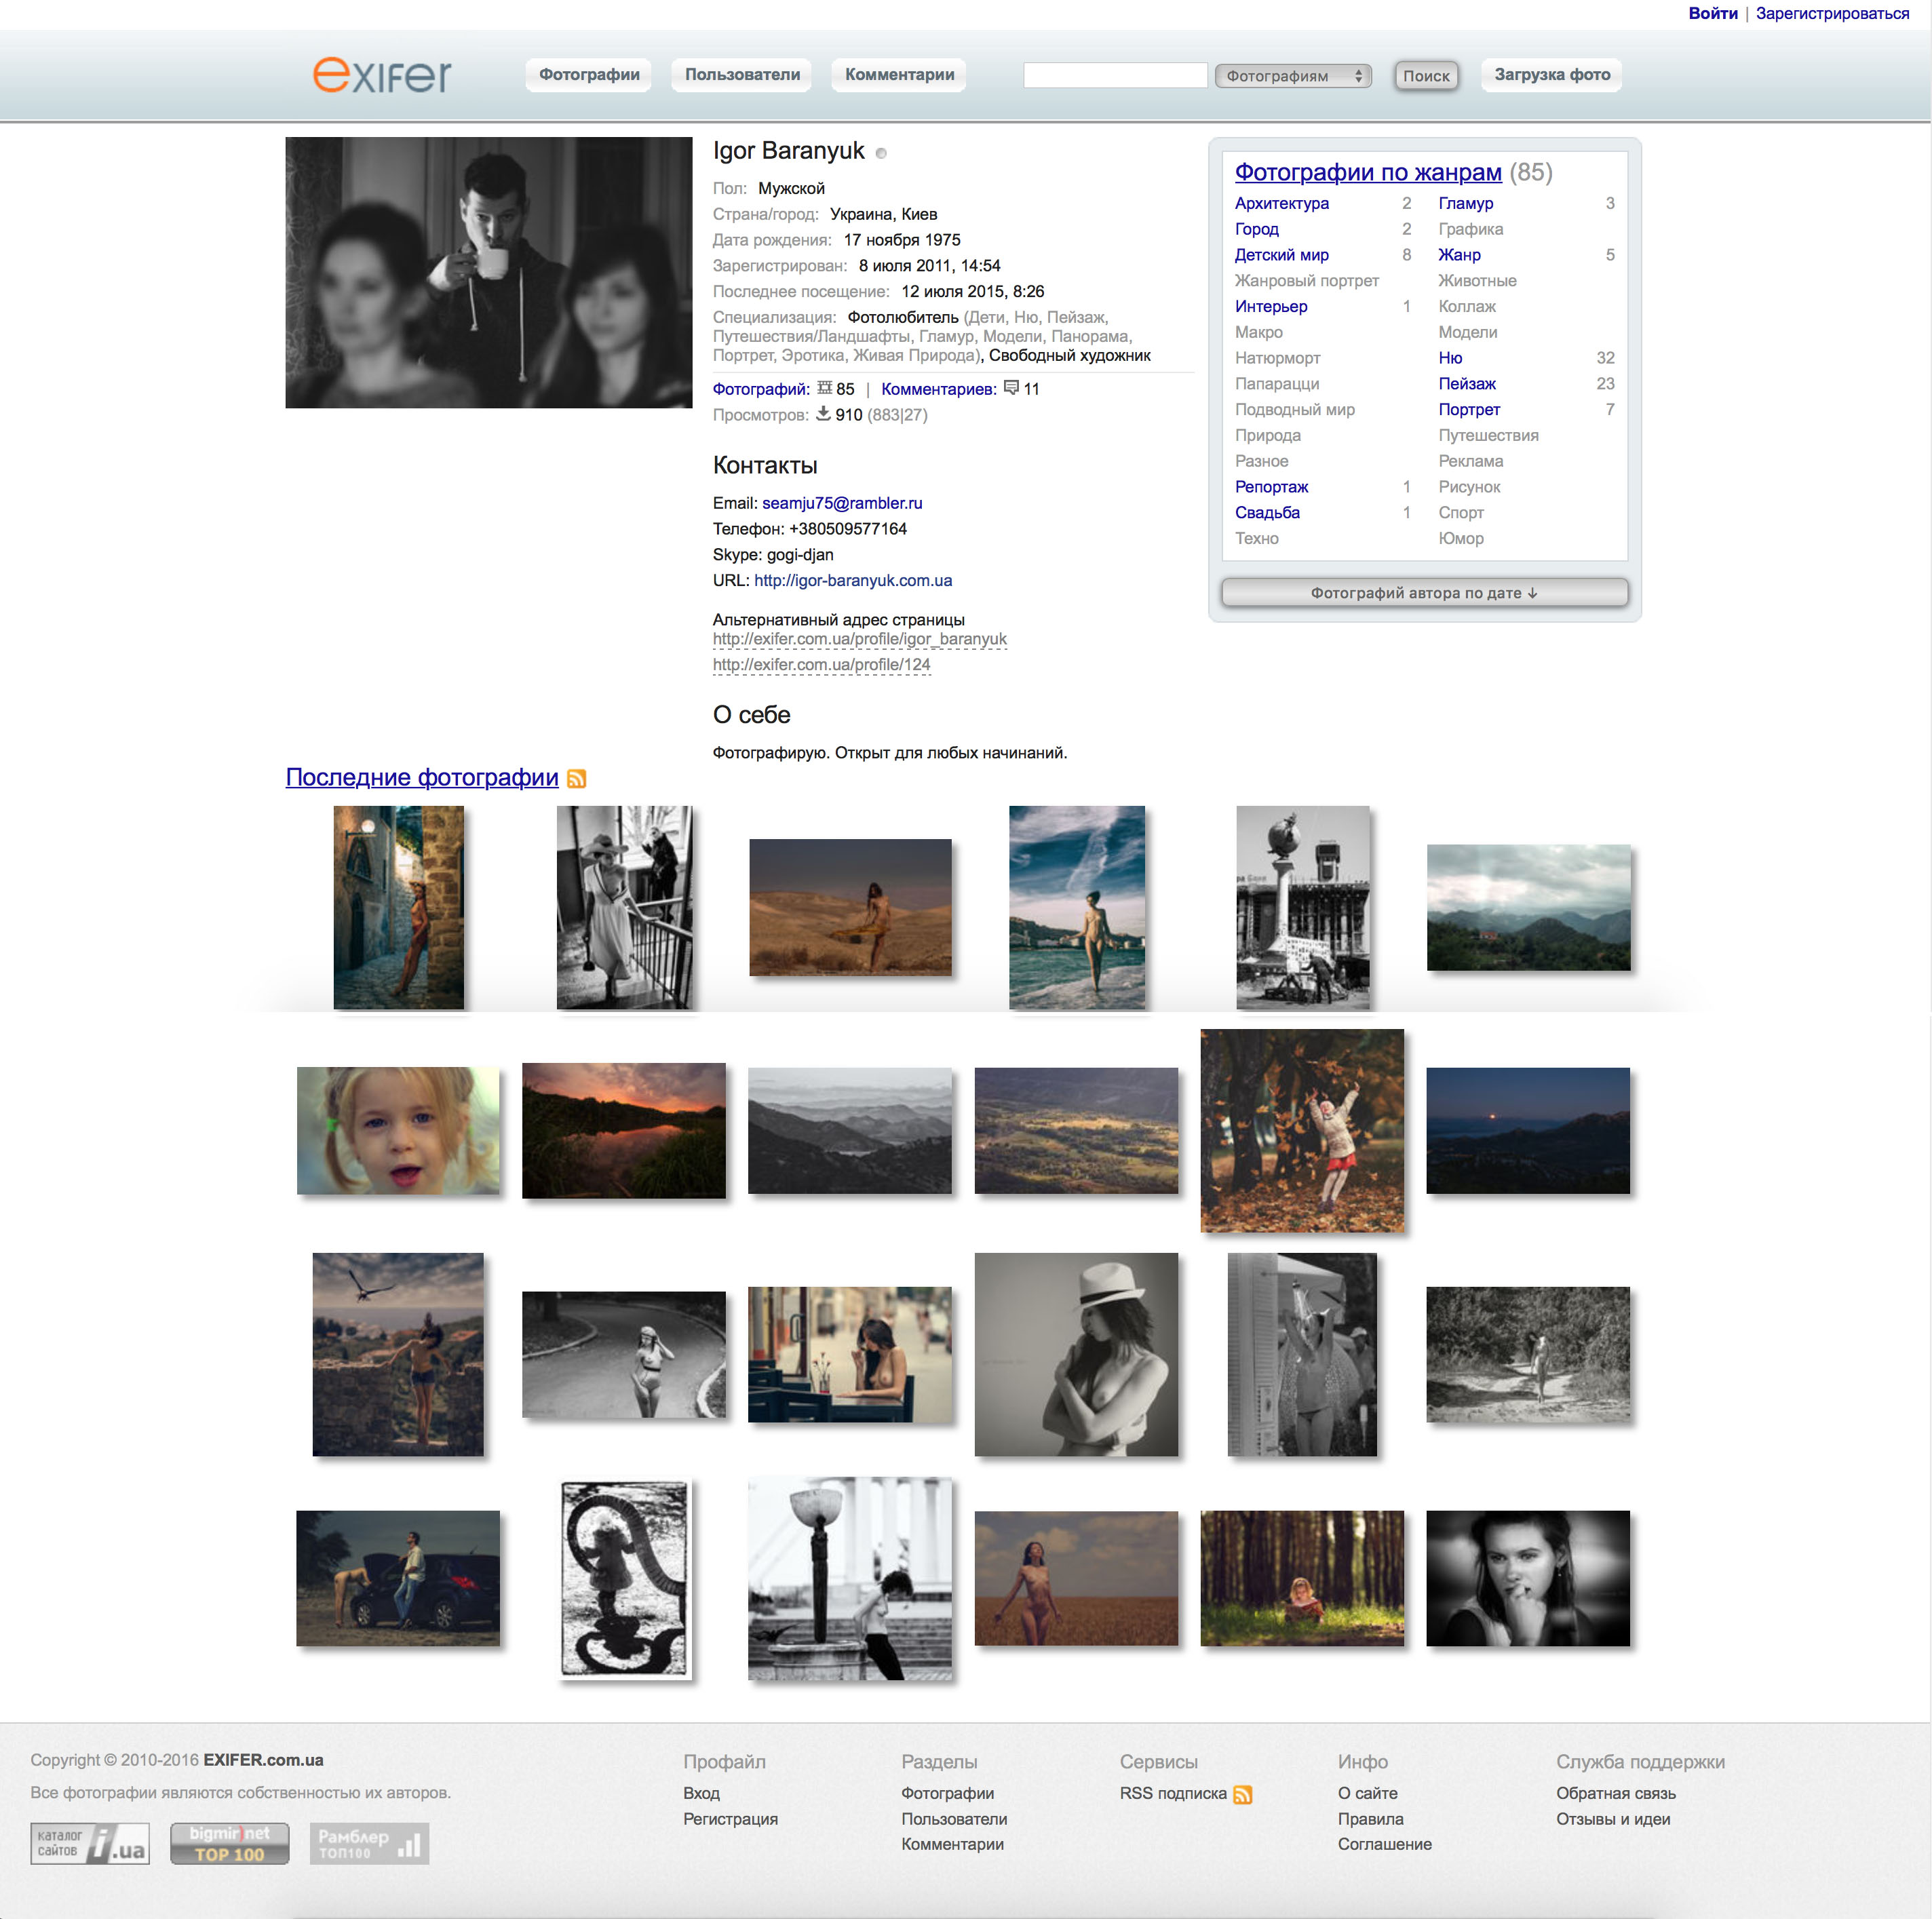 Войти | Зарегистрироваться
exifer
Фотографии
Пользователи
Комментарии
Фотографиям
Поиск
Загрузка фото
Igor Baranyuk
Пол: Мужской
Страна/город: Украина, Киев
Дата рождения: 17 ноября 1975
Зарегистрирован: 8 июля 2011, 14:54
Последнее посещение: 12 июля 2015, 8:26
Специализация: Фотолюбитель (Дети, Ню, Пейзаж,
Путешествия/Ландшафты, Гламур, Модели, Панорама,
Портрет, Эротика, Живая Природа), Свободный художник
Фотографий: 85 | Комментариев: 11
Просмотров: 910 (883|27)
Контакты
Email: seamju75@rambler.ru
Телефон: +380509577164
Skype: gogi-djan
URL: http://igor-baranyuk.com.ua
Альтернативный адрес страницы
http://exifer.com.ua/profile/igor_baranyuk
http://exifer.com.ua/profile/124
О себе
Фотографирую. Открыт для любых начинаний.
Фотографии по жанрам (85)
Архитектура 2 Гламур 3
Город 2 Графика
Детский мир 8 Жанр 5
Жанровый портрет Животные
Интерьер 1 Коллаж
Макро Модели
Натюрморт Ню 32
Папарацци Пейзаж 23
Подводный мир Портрет 7
Природа Путешествия
Разное Реклама
Репортаж 1 Рисунок
Свадьба 1 Спорт
Техно Юмор
Фотографий автора по дате ↓
Последние фотографии
Copyright © 2010-2016 EXIFER.com.ua
Все фотографии являются собственностью их авторов.
каталог
сайтов i.ua
bigmir)net
TOP 100
Рамблер
ТОП100
Профайл
Вход
Регистрация
Разделы
Фотографии
Пользователи
Комментарии
Сервисы
RSS подписка
Инфо
О сайте
Правила
Соглашение
Служба поддержки
Обратная связь
Отзывы и идеи